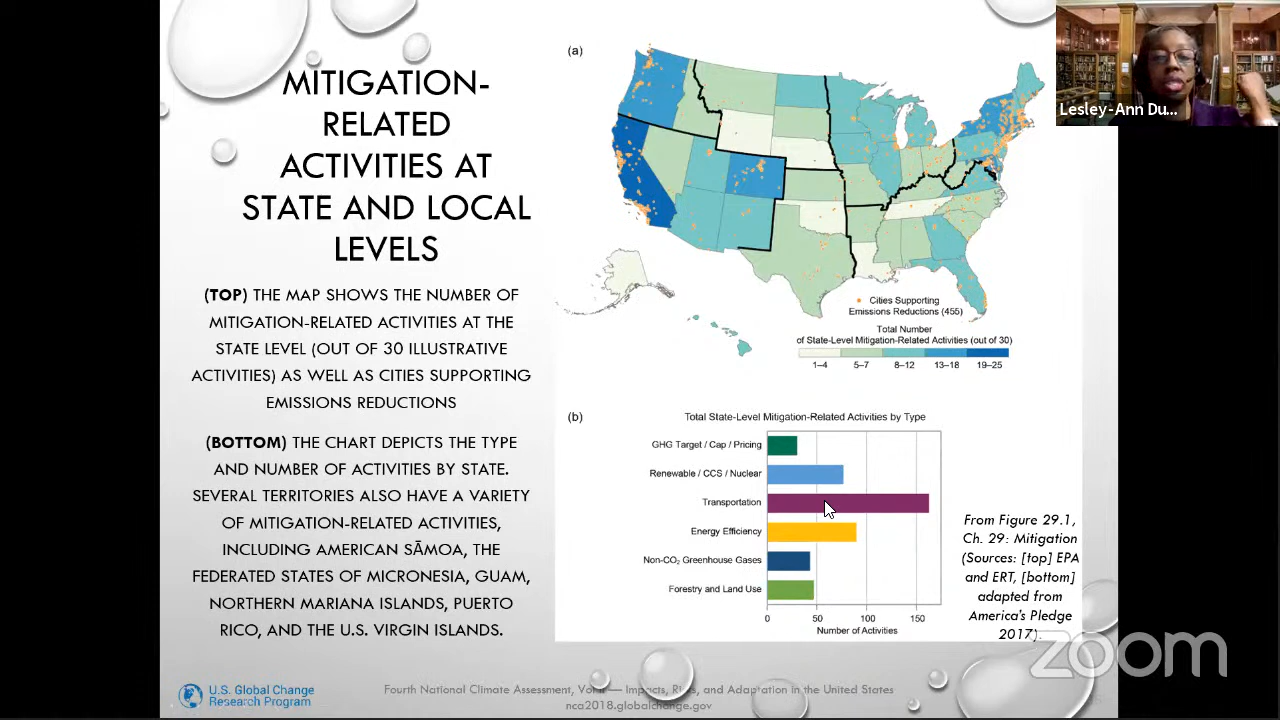 MITIGATION-
RELATED
ACTIVITIES AT
STATE AND LOCAL
LEVELS
(TOP) THE MAP SHOWS THE NUMBER OF
MITIGATION-RELATED ACTIVITIES AT THE
STATE LEVEL (OUT OF 30 ILLUSTRATIVE
ACTIVITIES) AS WELL AS CITIES SUPPORTING
EMISSIONS REDUCTIONS
(BOTTOM) THE CHART DEPICTS THE TYPE
AND NUMBER OF ACTIVITIES BY STATE.
SEVERAL TERRITORIES ALSO HAVE A VARIETY
OF MITIGATION-RELATED ACTIVITIES,
INCLUDING AMERICAN SĀMOA, THE
FEDERATED STATES OF MICRONESIA, GUAM,
NORTHERN MARIANA ISLANDS, PUERTO
RICO, AND THE U.S. VIRGIN ISLANDS.
(a)
Cities Supporting
Emissions Reductions (455)
Total Number
of State-Level Mitigation-Related Activities (out of 30)
1–4 5–7 8–12 13–18 19–25
(b)
Total State-Level Mitigation-Related Activities by Type
GHG Target / Cap / Pricing
Renewable / CCS / Nuclear
Transportation
Energy Efficiency
Non-CO₂ Greenhouse Gases
Forestry and Land Use
0 50 100 150
Number of Activities
From Figure 29.1,
Ch. 29: Mitigation
(Sources: [top] EPA
and ERT, [bottom]
adapted from
America's Pledge
2017).
Lesley-Ann Du...
zoom
U.S. Global Change
Research Program
Fourth National Climate Assessment, Vol II — Impacts, Risks, and Adaptation in the United States
nca2018.globalchange.gov